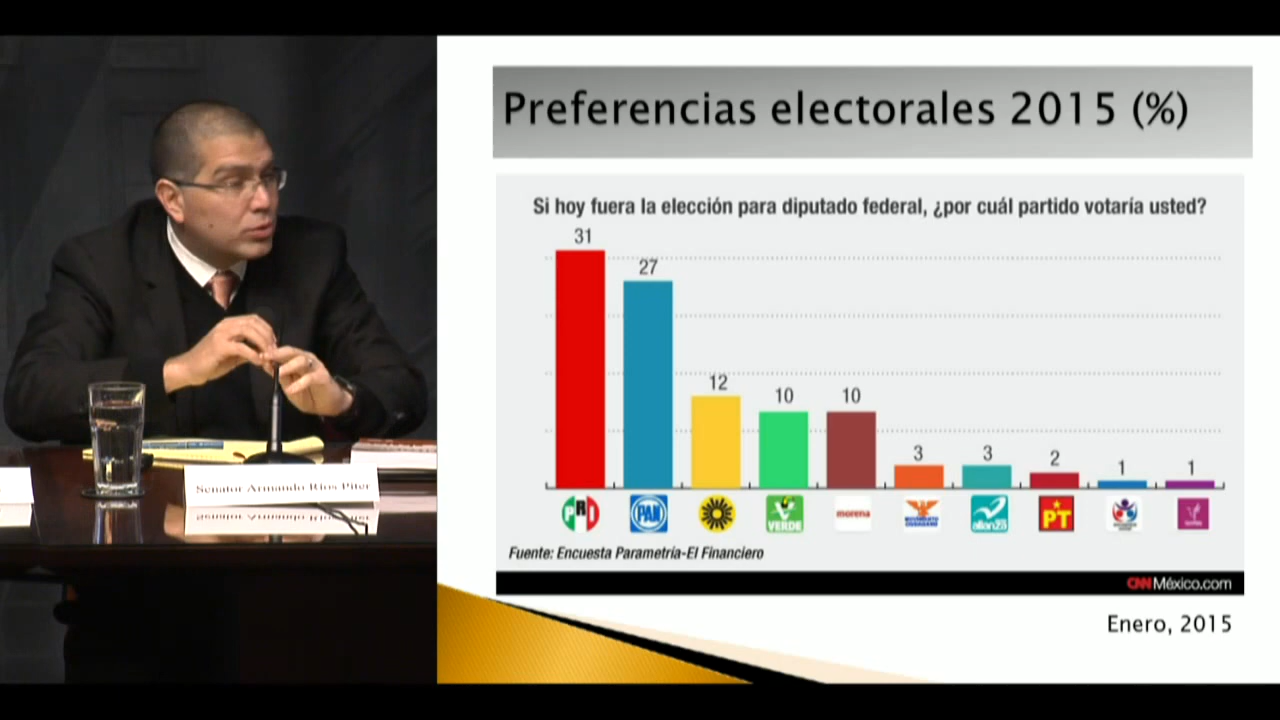 Preferencias electorales 2015 (%)
Si hoy fuera la elección para diputado federal, ¿por cuál partido votaría usted?
31
27
12
10
10
3
3
2
1
1
PRI
PAN
VERDE
morena
MOVIMIENTO
CIUDADANO
alianza
PT
Fuente: Encuesta Parametría-El Financiero
CNNMéxico.com
Enero, 2015
Senator Armando Ríos Piter